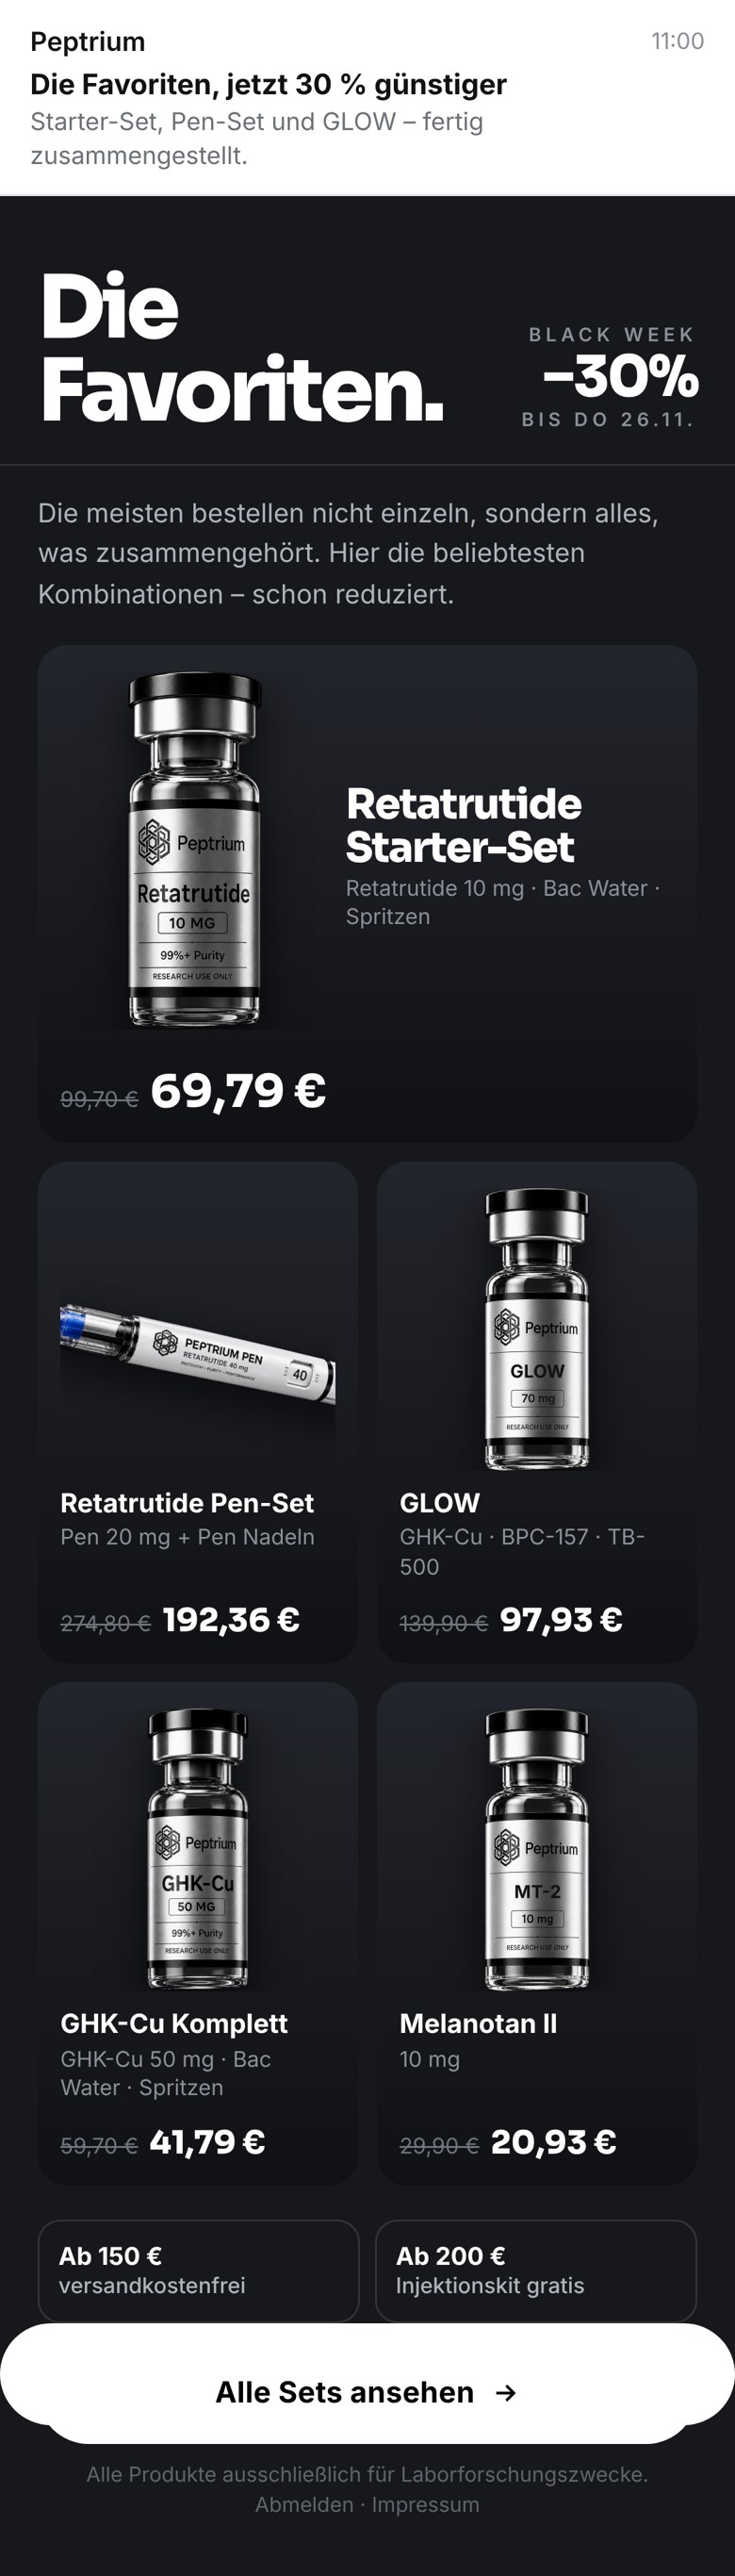 Peptrium
11:00
Die Favoriten, jetzt 30 % günstiger
Starter-Set, Pen-Set und GLOW – fertig
zusammengestellt.
Die
Favoriten.
BLACK WEEK
–30%
BIS DO 26.11.
Die meisten bestellen nicht einzeln, sondern alles,
was zusammengehört. Hier die beliebtesten
Kombinationen – schon reduziert.
Peptrium
Retatrutide
10 MG
99%+ Purity
RESEARCH USE ONLY
Retatrutide
Starter-Set
Retatrutide 10 mg · Bac Water ·
Spritzen
99,70 € 69,79 €
PEPTRIUM PEN
RETATRUTIDE 40 mg
40
Retatrutide Pen-Set
Pen 20 mg + Pen Nadeln
274,80 € 192,36 €
Peptrium
GLOW
70 mg
RESEARCH USE ONLY
GLOW
GHK-Cu · BPC-157 · TB-
500
139,90 € 97,93 €
Peptrium
GHK-Cu
50 MG
99%+ Purity
RESEARCH USE ONLY
GHK-Cu Komplett
GHK-Cu 50 mg · Bac
Water · Spritzen
59,70 € 41,79 €
Peptrium
MT-2
10 mg
RESEARCH USE ONLY
Melanotan II
10 mg
29,90 € 20,93 €
Ab 150 €
versandkostenfrei
Ab 200 €
Injektionskit gratis
Alle Sets ansehen →
Alle Produkte ausschließlich für Laborforschungszwecke.
Abmelden · Impressum